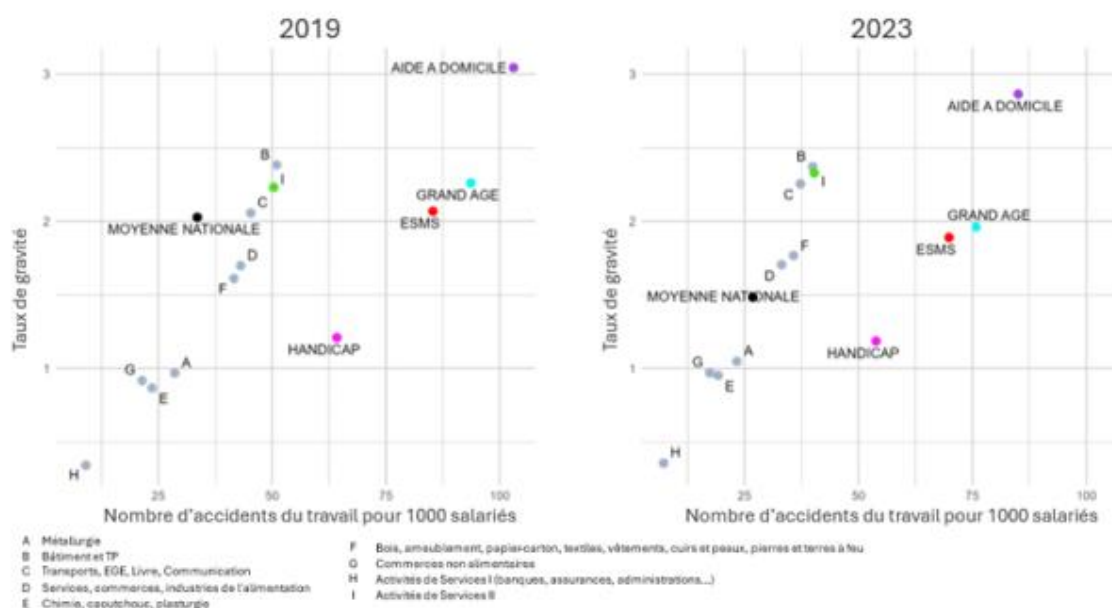 2019
2023
3
AIDE A DOMICILE
B
I
GRAND AGE
C
2
MOYENNE NATIONALE
ESMS
D
F
HANDICAP
G
A
1
E
H
25
50
75
100
Taux de gravité
Nombre d'accidents du travail pour 1000 salariés
3
AIDE A DOMICILE
B
C
I
GRAND AGE
2
ESMS
F
D
MOYENNE NATIONALE
HANDICAP
G
A
1
E
H
25
50
75
100
Taux de gravité
Nombre d'accidents du travail pour 1000 salariés
A Métallurgie
B Bâtiment et TP
C Transports, EGE, Livre, Communication
D Services, commerces, industries de l'alimentation
E Chimie, caoutchouc, plasturgie
F Bois, ameublement, papier-carton, textiles, vêtements, cuirs et peaux, pierres et terres à feu
G Commerces non alimentaires
H Activités de Services I (banques, assurances, administrations...)
I Activités de Services II